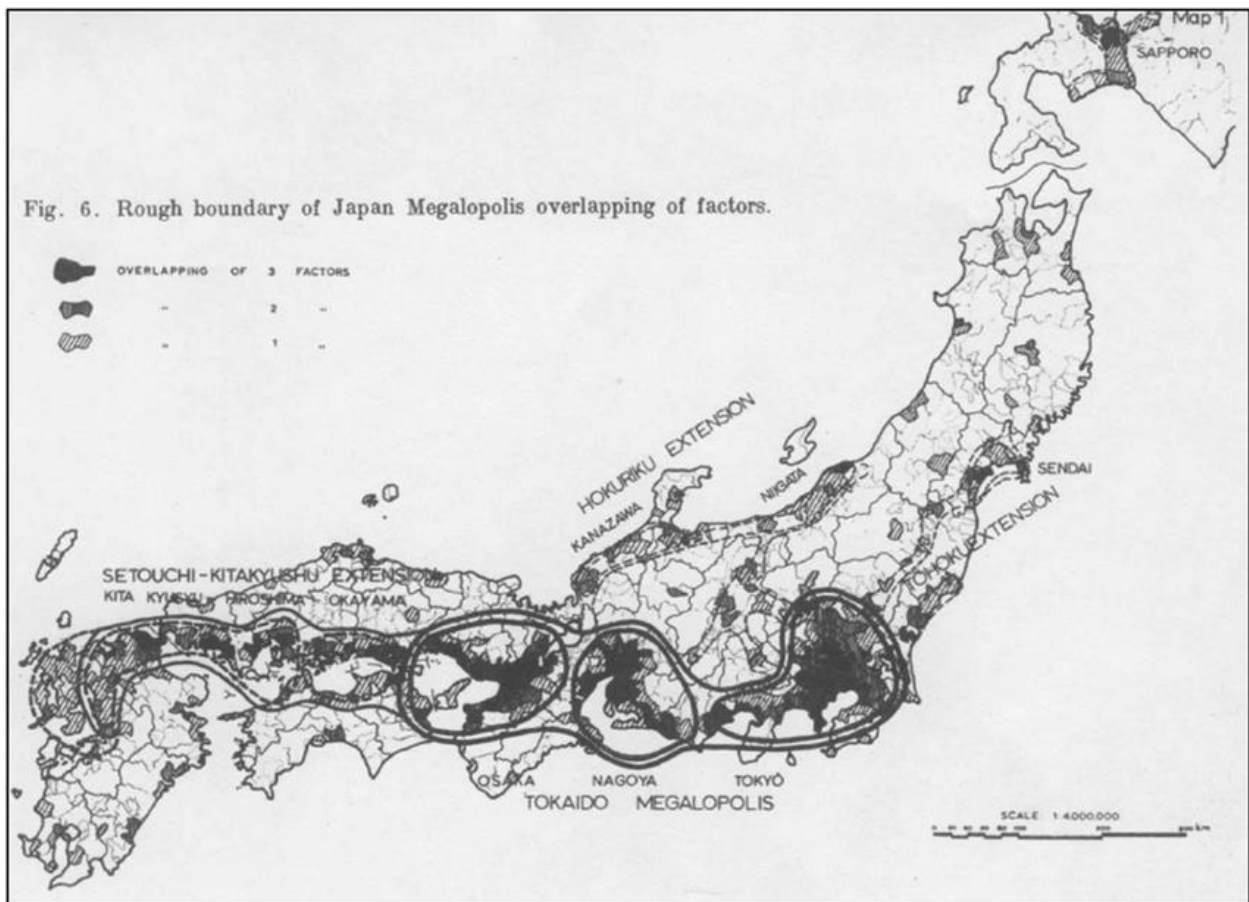 Map 1
SAPPORO
Fig. 6. Rough boundary of Japan Megalopolis overlapping of factors.
OVERLAPPING OF 3 FACTORS
" 2 "
" 1 "
HOKURIKU EXTENSION
KANAZAWA
NIIGATA
SENDAI
TOHOKU EXTENSION
SETOUCHI-KITAKYUSHU EXTENSION
KITA KYUSYU HIROSHIMA OKAYAMA
OSAKA NAGOYA TOKYŌ
TOKAIDO MEGALOPOLIS
SCALE: 1:4,000,000